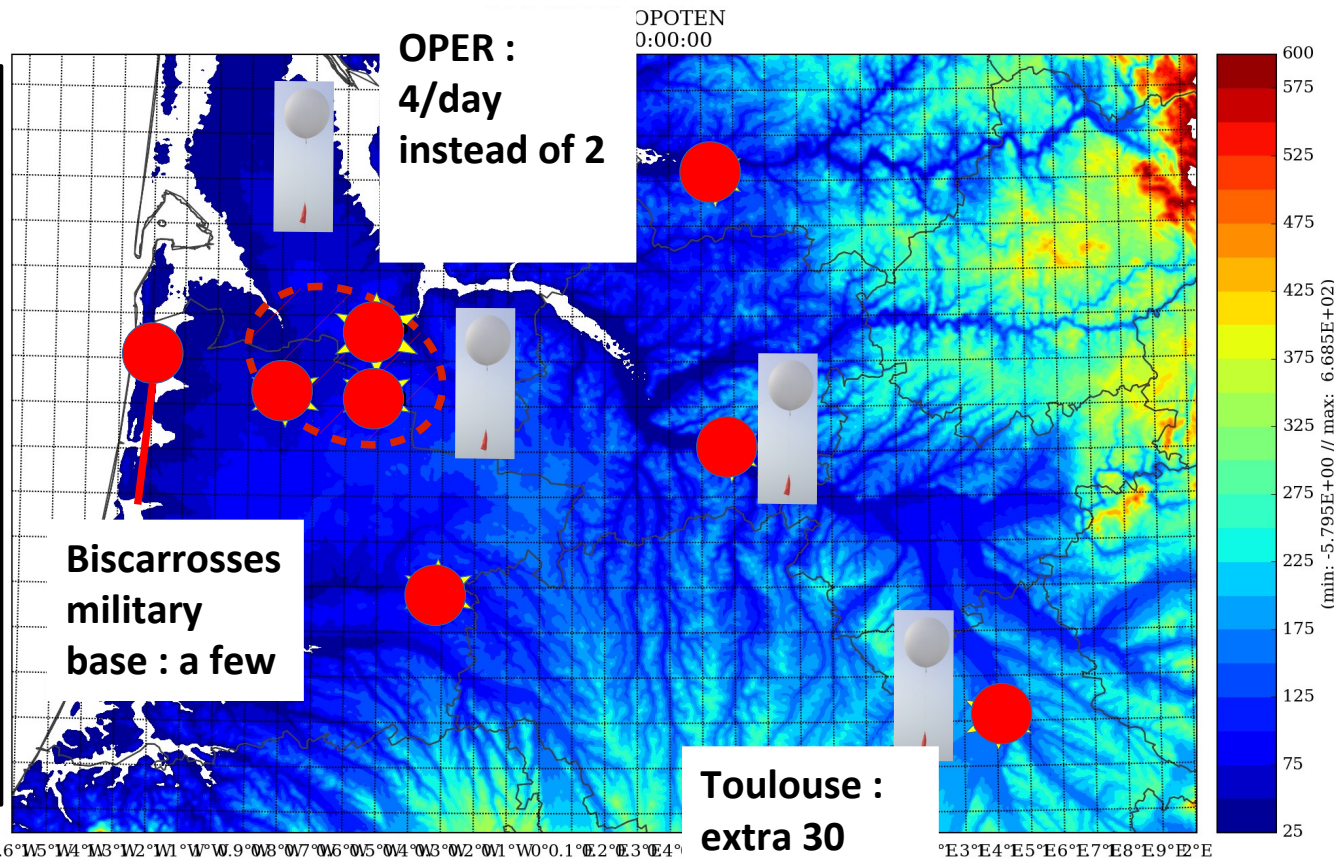 OPOTEN
0:00:00
OPER :
4/day
instead of 2
Biscarrosses
military
base : a few
Toulouse :
extra 30
600
575
525
475
425
375
325
275
225
175
125
75
25
(min: -5.795E+00 // max: 6.685E+02)